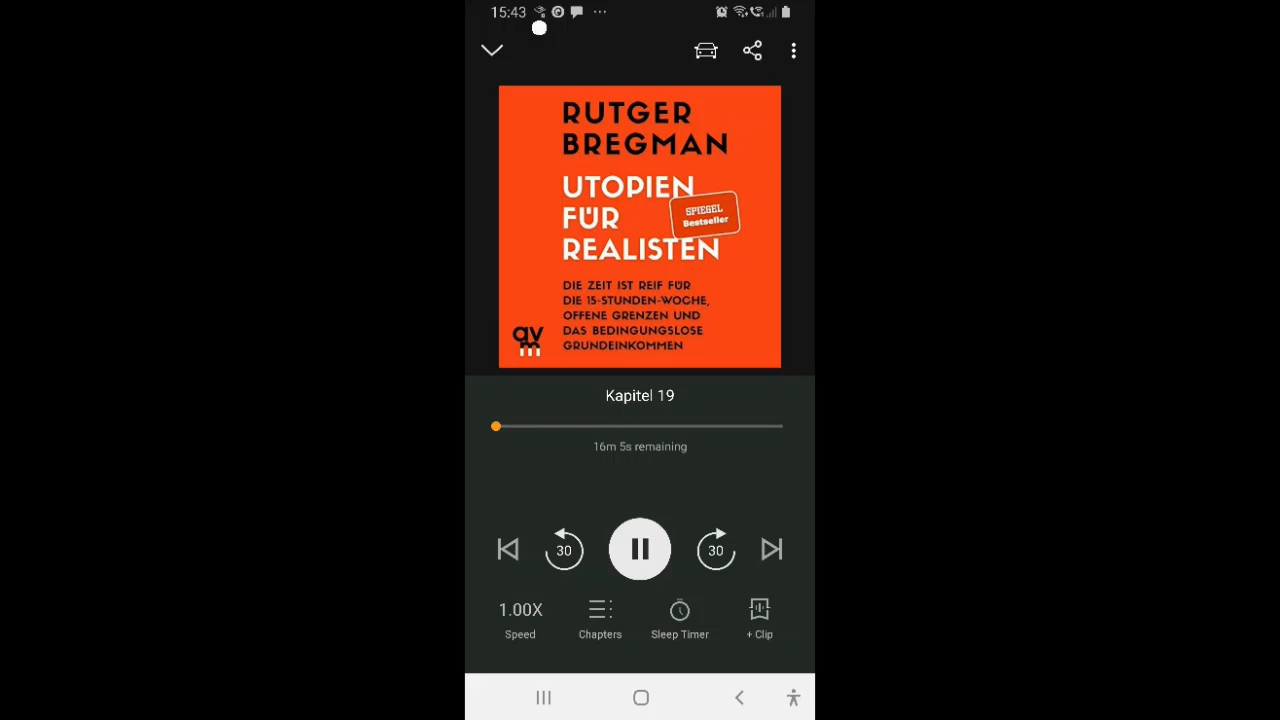 15:43
RUTGER
BREGMAN
UTOPIEN
FÜR
REALISTEN
SPIEGEL
Bestseller
DIE ZEIT IST REIF FÜR
DIE 15-STUNDEN-WOCHE,
OFFENE GRENZEN UND
DAS BEDINGUNGSLOSE
GRUNDEINKOMMEN
avm
Kapitel 19
16m 5s remaining
30 30
1.00X
Speed Chapters Sleep Timer + Clip